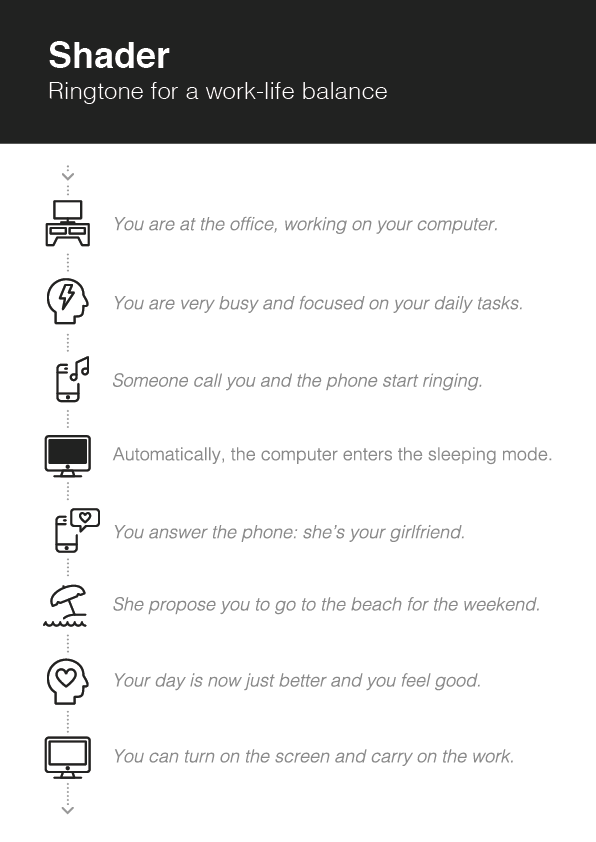 Shader
Ringtone for a work-life balance
You are at the office, working on your computer.
You are very busy and focused on your daily tasks.
Someone call you and the phone start ringing.
Automatically, the computer enters the sleeping mode.
You answer the phone: she’s your girlfriend.
She propose you to go to the beach for the weekend.
Your day is now just better and you feel good.
You can turn on the screen and carry on the work.